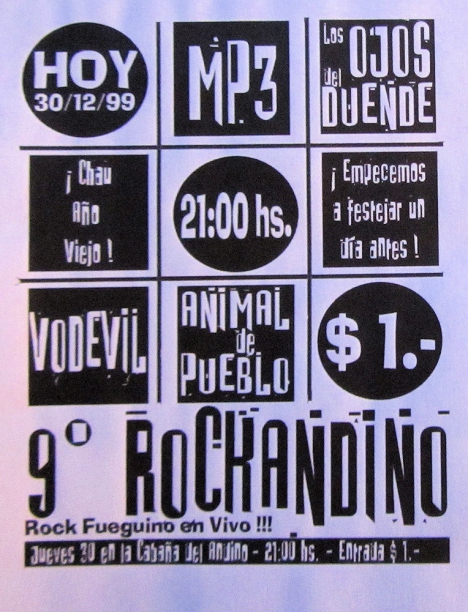 HOY
30/12/99
MP3
Los OJOS
del
DUENDE
¡ Chau
Año
Viejo !
21:00 hs.
¡ Empecemos
a festejar un
día antes !
VODEVIL
ANIMAL
de
PUEBLO
$ 1.-
9° ROCKANDINO
Rock Fueguino en Vivo !!!
Jueves 30 en la Cabaña del Andino - 21:00 hs. - Entrada $ 1.-